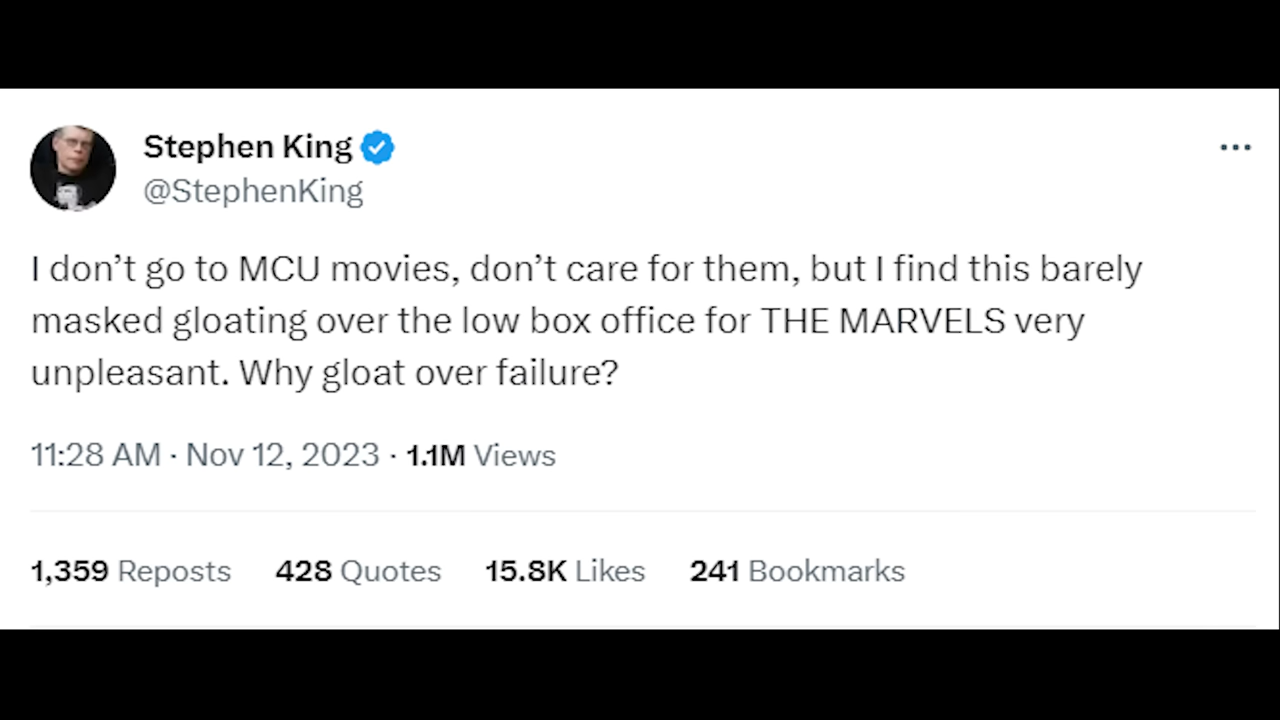 Stephen King
@StephenKing
I don’t go to MCU movies, don’t care for them, but I find this barely
masked gloating over the low box office for THE MARVELS very
unpleasant. Why gloat over failure?
11:28 AM · Nov 12, 2023 · 1.1M Views
1,359 Reposts 428 Quotes 15.8K Likes 241 Bookmarks